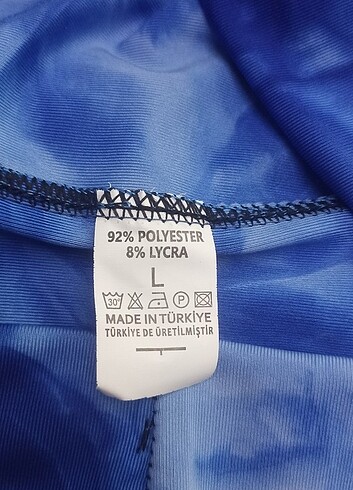 92% POLYESTER
8% LYCRA
L
30° P
MADE IN TÜRKİYE
TÜRKİYE DE ÜRETİLMİŞTİR